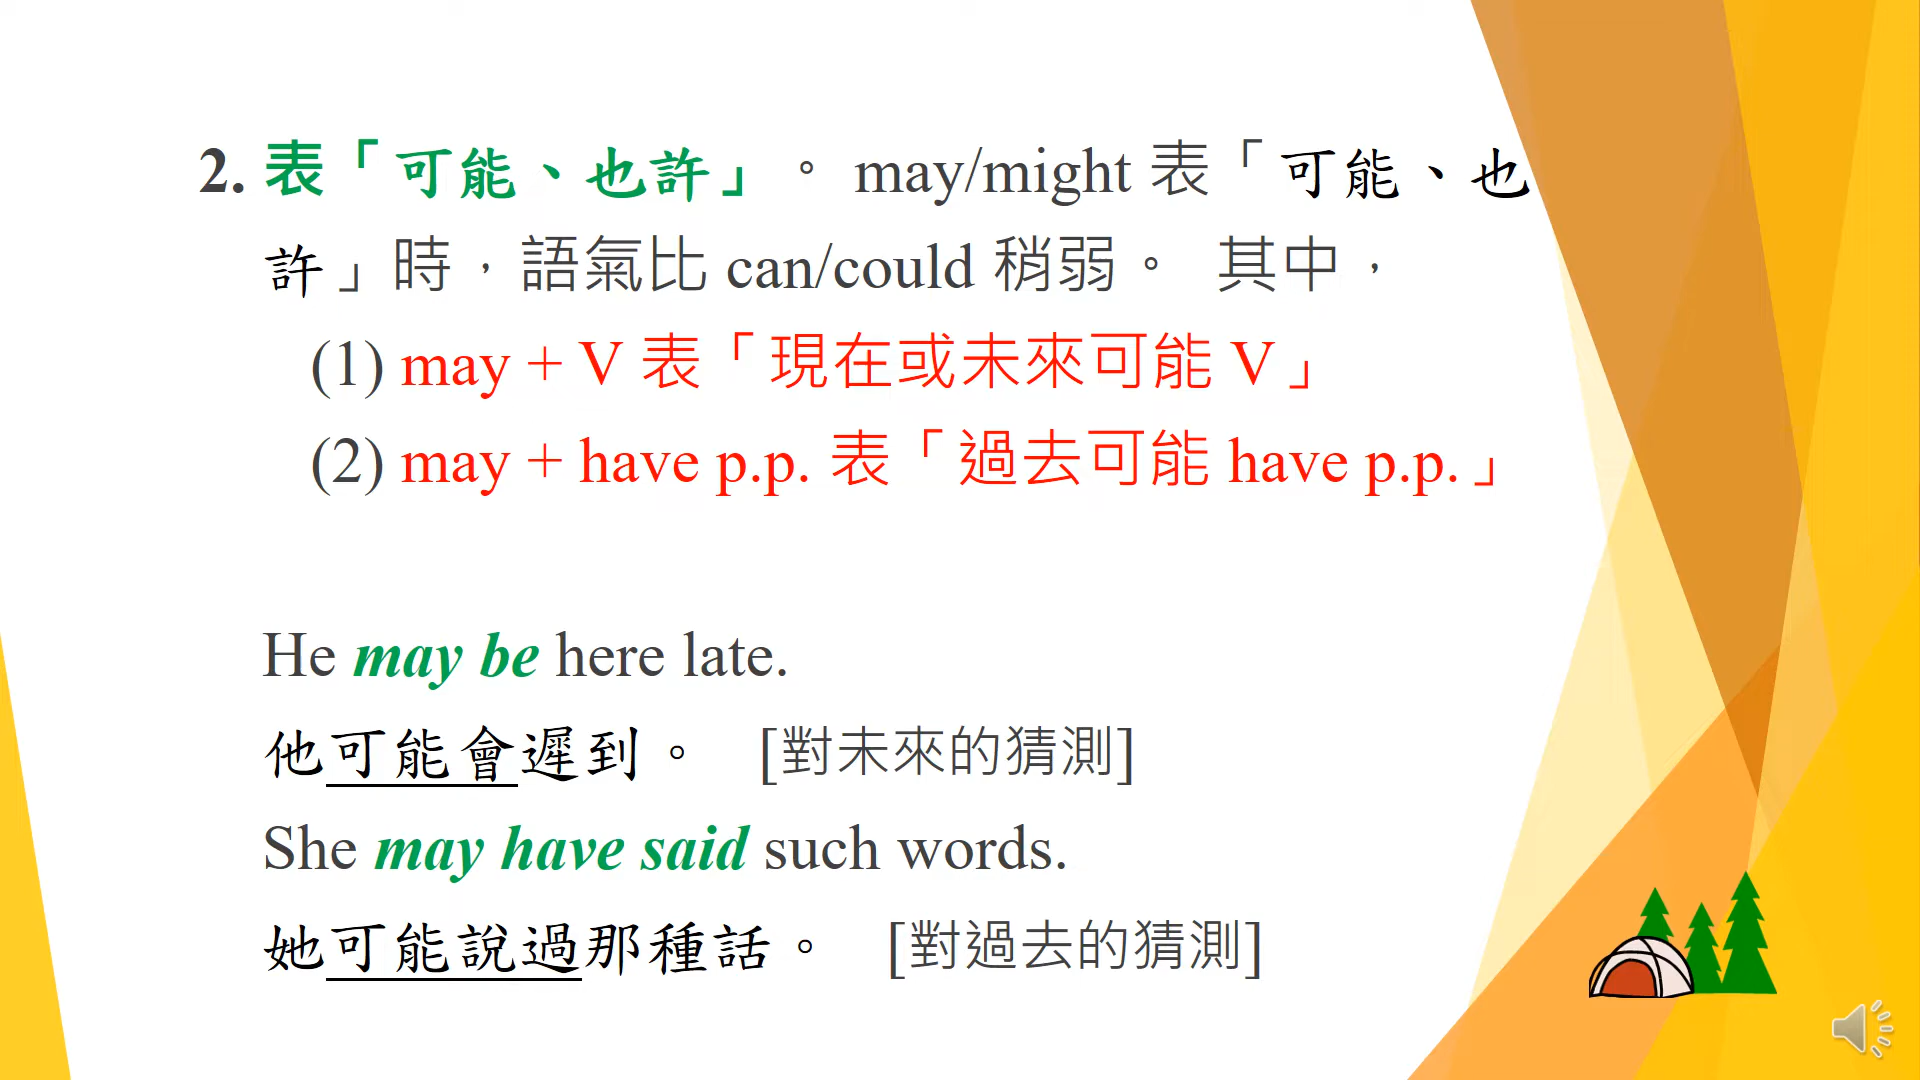 2. 表「可能、也許」。 may/might 表「可能、也
許」時，語氣比 can/could 稍弱。 其中，
(1) may + V 表「現在或未來可能 V」
(2) may + have p.p. 表「過去可能 have p.p.」
He may be here late.
他可能會遲到。 [對未來的猜測]
She may have said such words.
她可能說過那種話。 [對過去的猜測]